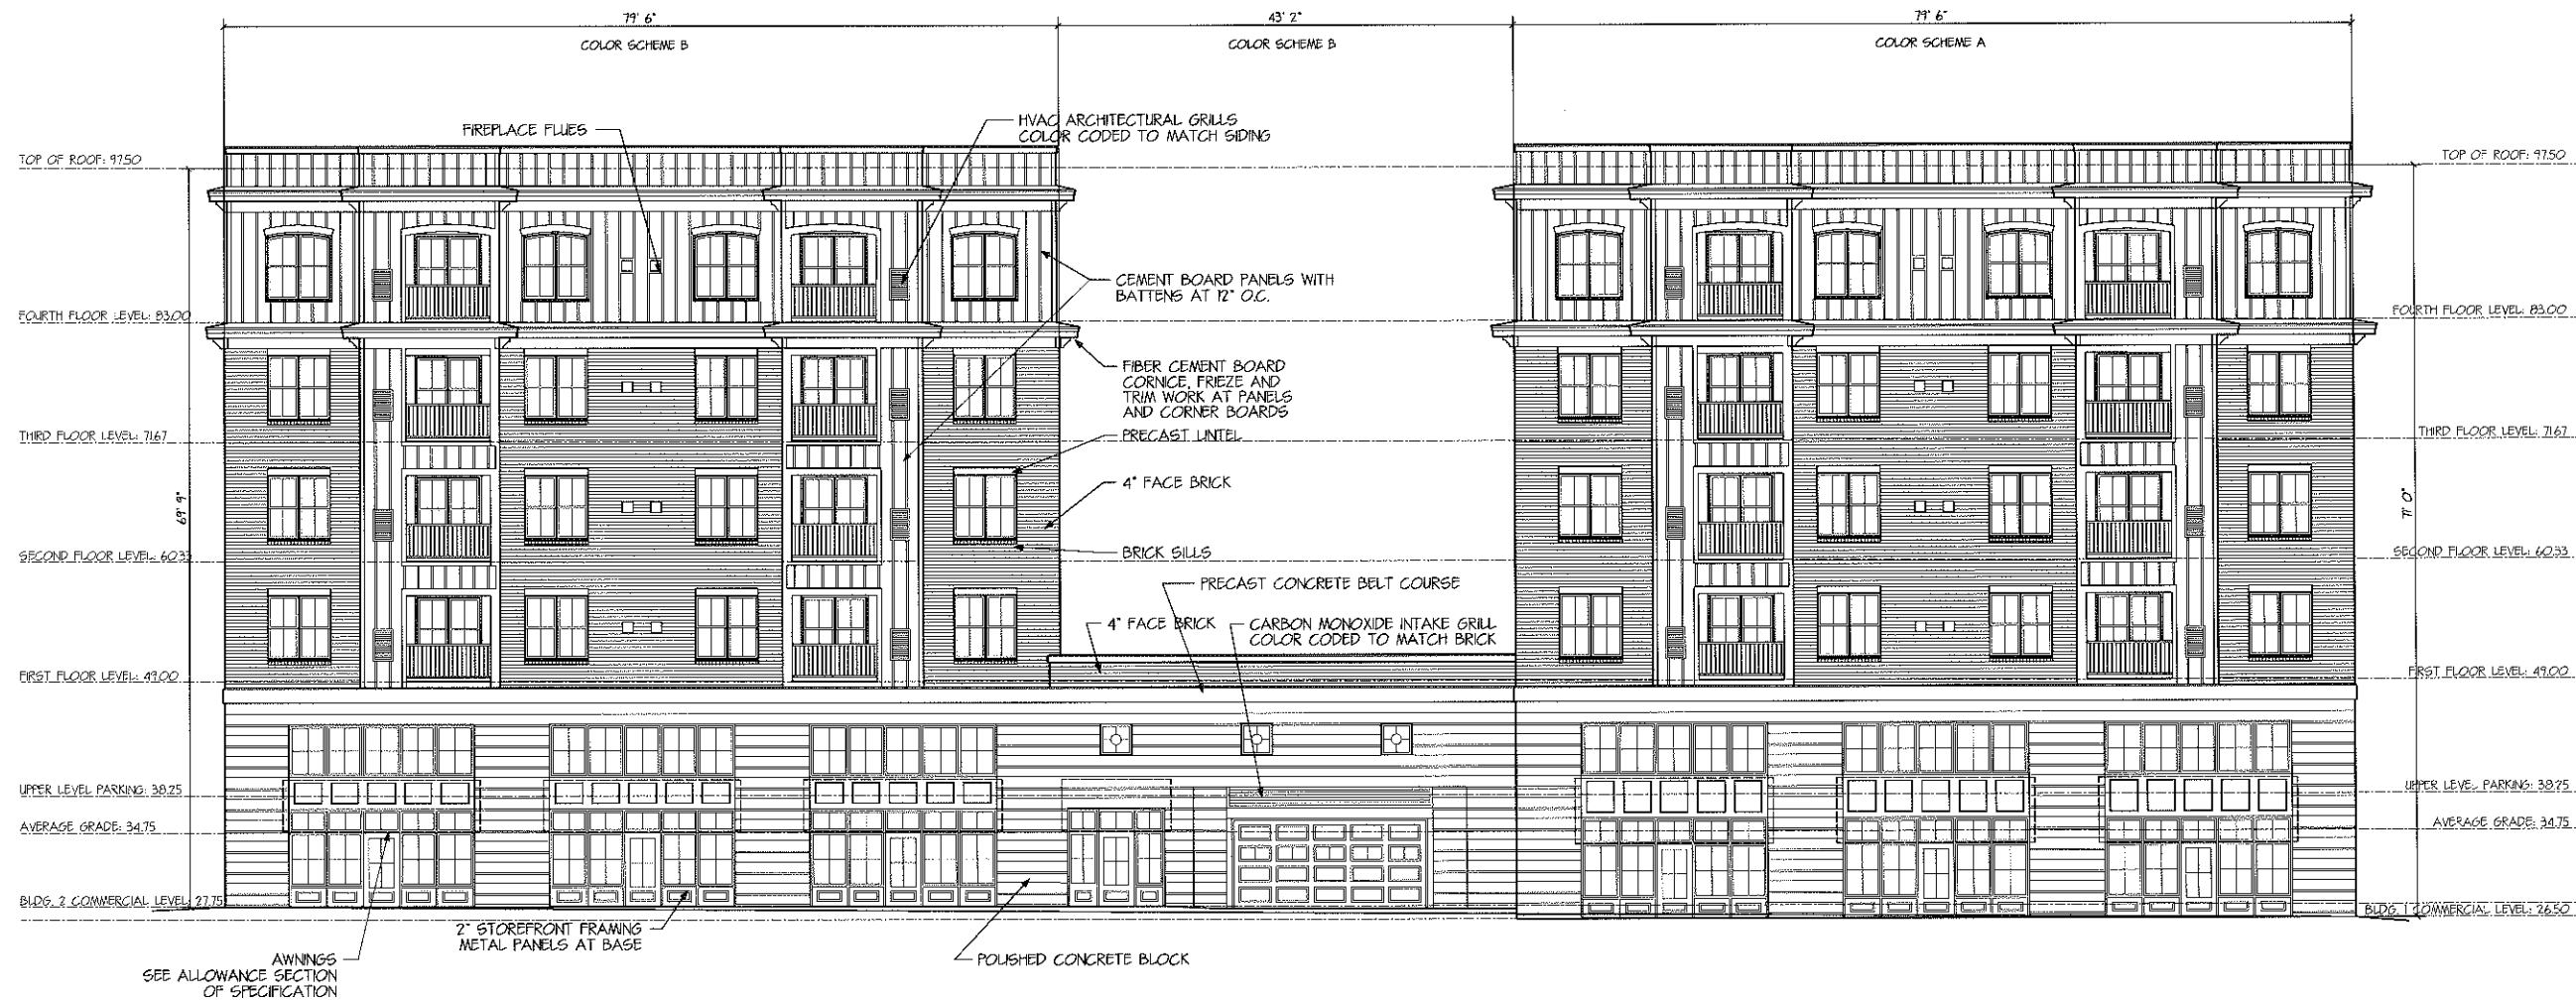 79' 6"
43' 2"
79' 6"
COLOR SCHEME B
COLOR SCHEME B
COLOR SCHEME A
FIREPLACE FLUES
HVAC ARCHITECTURAL GRILLS
COLOR CODED TO MATCH SIDING
TOP OF ROOF: 97.50
TOP OF ROOF: 97.50
CEMENT BOARD PANELS WITH
BATTENS AT 12" O.C.
FOURTH FLOOR LEVEL: 83.00
FOURTH FLOOR LEVEL: 83.00
FIBER CEMENT BOARD
CORNICE, FRIEZE AND
TRIM WORK AT PANELS
AND CORNER BOARDS
THIRD FLOOR LEVEL: 71.67
PRECAST LINTEL
THIRD FLOOR LEVEL: 71.67
4" FACE BRICK
69' 9"
71' 0"
SECOND FLOOR LEVEL: 60.33
BRICK SILLS
SECOND FLOOR LEVEL: 60.33
PRECAST CONCRETE BELT COURSE
4" FACE BRICK
CARBON MONOXIDE INTAKE GRILL
COLOR CODED TO MATCH BRICK
FIRST FLOOR LEVEL: 49.00
FIRST FLOOR LEVEL: 49.00
UPPER LEVEL PARKING: 38.25
UPPER LEVEL PARKING: 38.25
AVERAGE GRADE: 34.75
AVERAGE GRADE: 34.75
BLDG. 2 COMMERCIAL LEVEL: 27.75
BLDG. 1 COMMERCIAL LEVEL: 26.50
2" STOREFRONT FRAMING
METAL PANELS AT BASE
AWNINGS
SEE ALLOWANCE SECTION
OF SPECIFICATION
POLISHED CONCRETE BLOCK